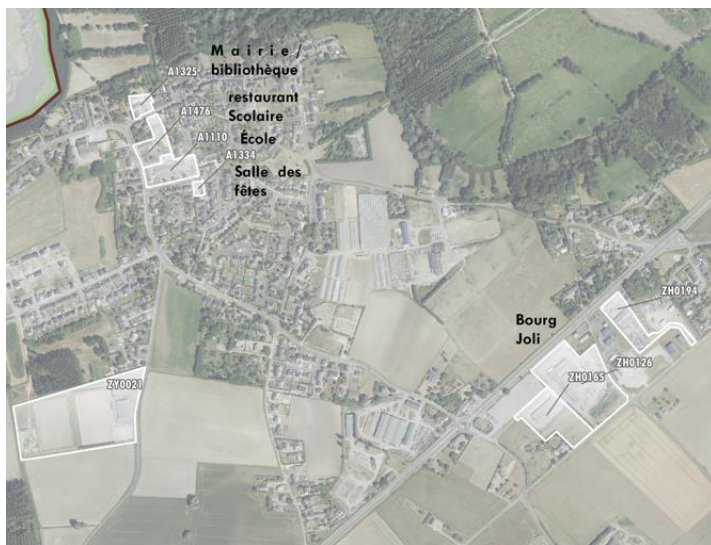 M a i r i e /
bibliothèque
A1325
restaurant
Scolaire
A1476
École
A1110
A1334
Salle des
fêtes
ZH0194
Bourg
Joli
ZH0126
ZH0165
ZY0021